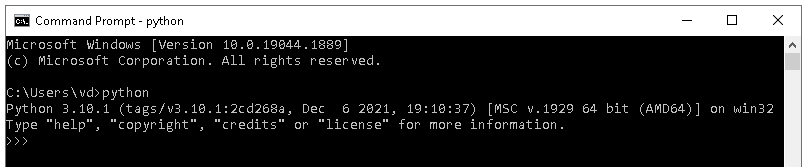 Command Prompt - python
Microsoft Windows [Version 10.0.19044.1889]
(c) Microsoft Corporation. All rights reserved.
C:\Users\vd>python
Python 3.10.1 (tags/v3.10.1:2cd268a, Dec  6 2021, 19:10:37) [MSC v.1929 64 bit (AMD64)] on win32
Type "help", "copyright", "credits" or "license" for more information.
>>>